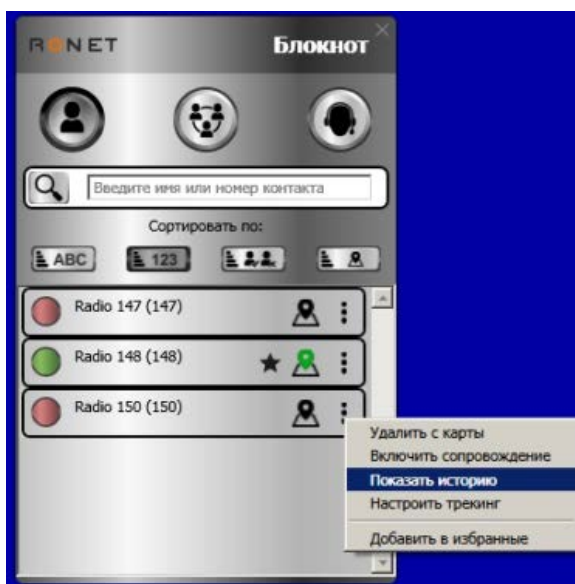 RONET
Блокнот
Введите имя или номер контакта
Сортировать по:
ABC
123
Radio 147 (147)
Radio 148 (148)
Radio 150 (150)
Удалить с карты
Включить сопровождение
Показать историю
Настроить трекинг
Добавить в избранные